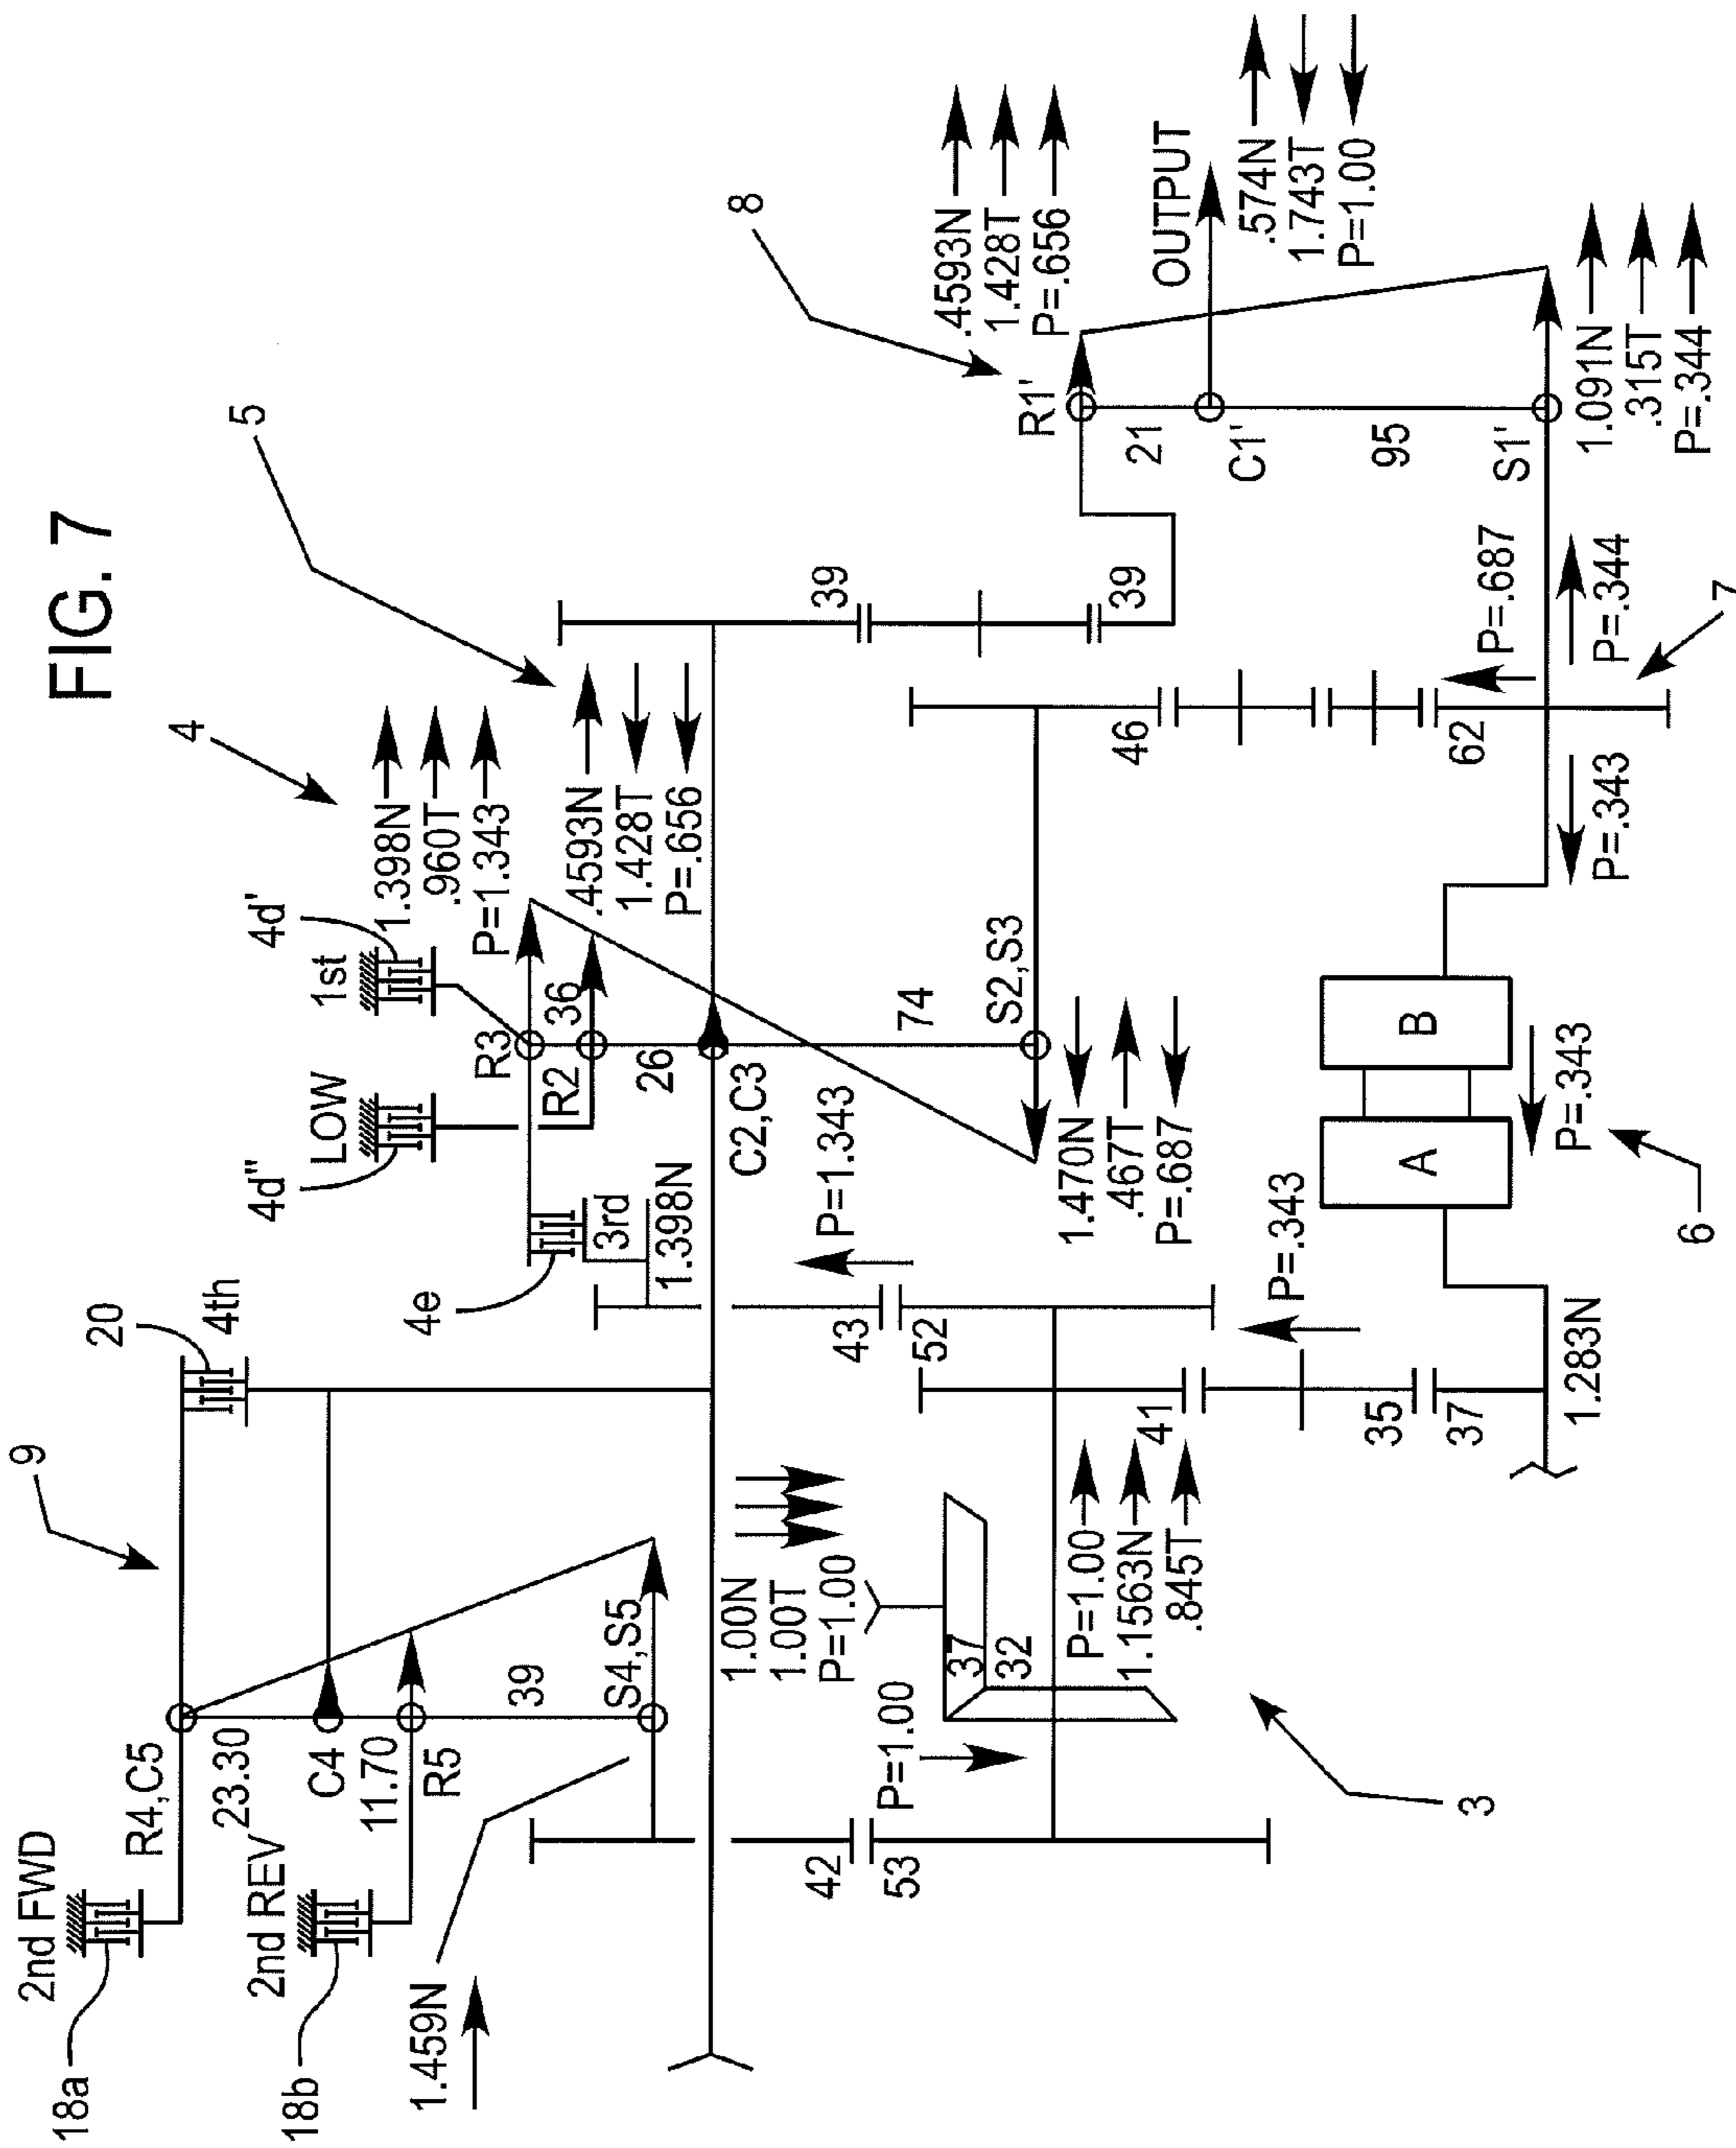 FIG. 7
2nd FWD
18a
R4,C5
23.30
C4
11.70
R5
39
S4,S5
2nd REV
18b
1.459N
9
20
4th
4
5
8
LOW
4d"
1st
4d'
R3
36
R2
26
C2,C3
74
S2,S3
1.398N
.960T
P=1.343
.4593N
1.428T
P=.656
4e
3rd
1.398N
43
52
P=1.343
1.470N
.467T
P=.687
39
39
R1'
21
C1'
95
S1'
.4593N
1.428T
P=.656
OUTPUT
.574N
1.743T
P=1.00
1.091N
.315T
P=.344
1.00N
1.00T
P=1.00
37
32
P=1.00
42
53
P=1.00
1.1563N
.845T
41
35
37
1.283N
P=.343
A
B
P=.343
6
46
62
P=.687
P=.343
P=.344
7
3